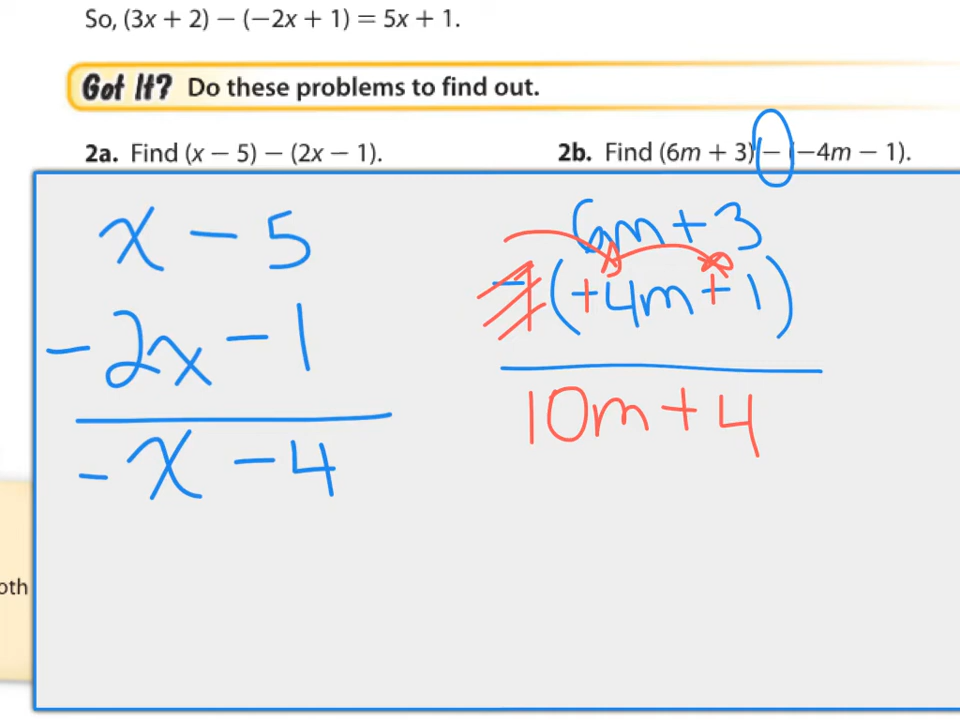 So, (3x + 2) − (−2x + 1) = 5x + 1.
Got It? Do these problems to find out.
2a. Find (x − 5) − (2x − 1).
2b. Find (6m + 3) − (−4m − 1).
x − 5
− 2x − 1
− x − 4
6m + 3
− (+4m + 1)
10m + 4
oth